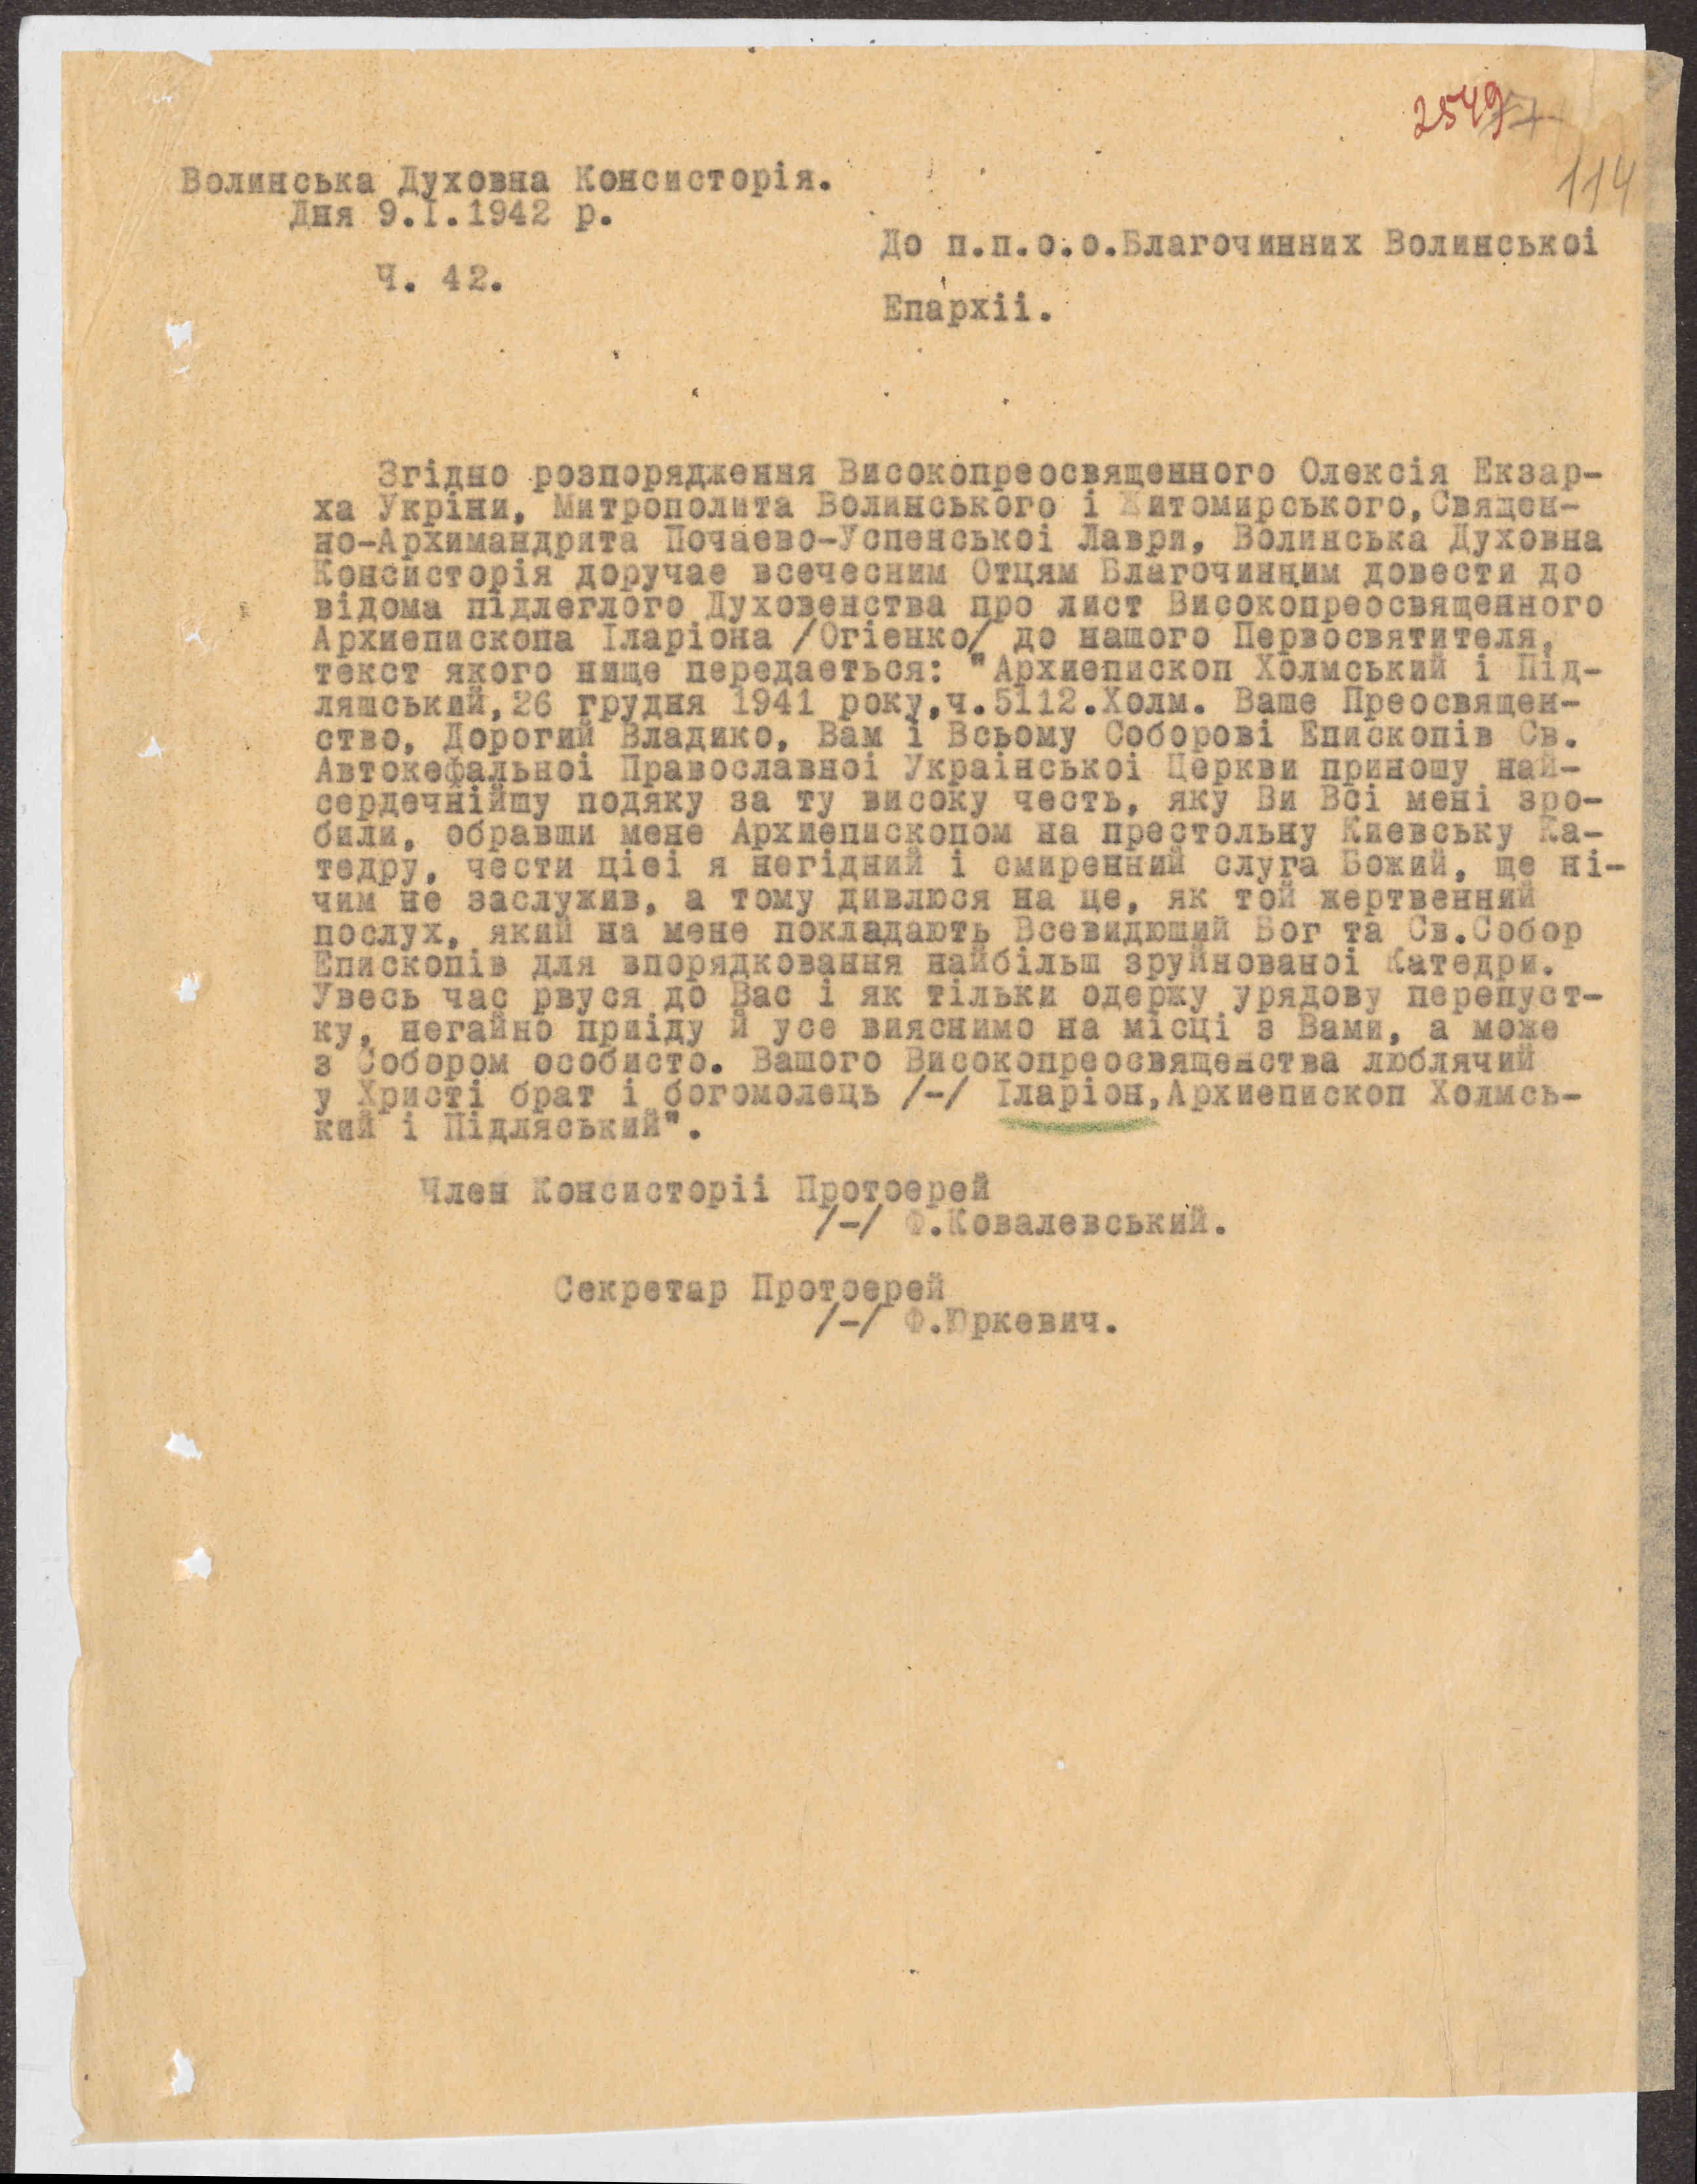 2549
114
Волинська Духовна Консисторія.
Дня 9.I.1942 р.
До п.п.о.о.Благочинних Волинськоі
Ч. 42.
Епархіі.
Згідно розпорядження Високопреосвященного Олексія Екзар-
ха Укріни, Митрополита Волинського і Житомирського,Священ-
но-Архимандрита Почаево-Успенськоі Лаври, Волинська Духовна
Консисторія доручае всечесним Отцям Благочинним довести до
відома підлеглого Духовенства про лист Високопреосвященного
Архиепископа Іларіона /Огіенко/ до нашого Первосвятителя,
текст якого нище передаеться: "Архиепископ Холмський і Під-
ляшський,26 грудня 1941 року,ч.5112.Холм. Ваше Преосвящен-
ство, Дорогий Владико, Вам і Всьому Соборові Епископів Св.
Автокефальноі Православноі Украінськоі Церкви приношу най-
сердечнійшу подяку за ту високу честь, яку Ви Всі мені зро-
били, обравши мене Архиепископом на престольну Киевську Ка-
тедру, чести ціеі я негідний і смиренний слуга Божий, ще ні-
чим не заслужив, а тому дивлюся на це, як той жертвенний
послух, який на мене покладають Всевидюший Бог та Св.Собор
Епископів для впорядковання найбільш зруйнованоі Катедри.
Увесь час рвуся до Вас і як тільки одержу урядову перепуст-
ку, негайно приіду й усе вияснимо на місці з Вами, а може
з Собором особисто. Вашого Високопреосвященства люблячий
у Христі брат і богомолець /-/ Іларіон,Архиепископ Холмсь-
кий і Підляський".
Член Консисторіі Протоерей
/-/ Ф.Ковалевський.
Секретар Протоерей
/-/ Ф.Юркевич.